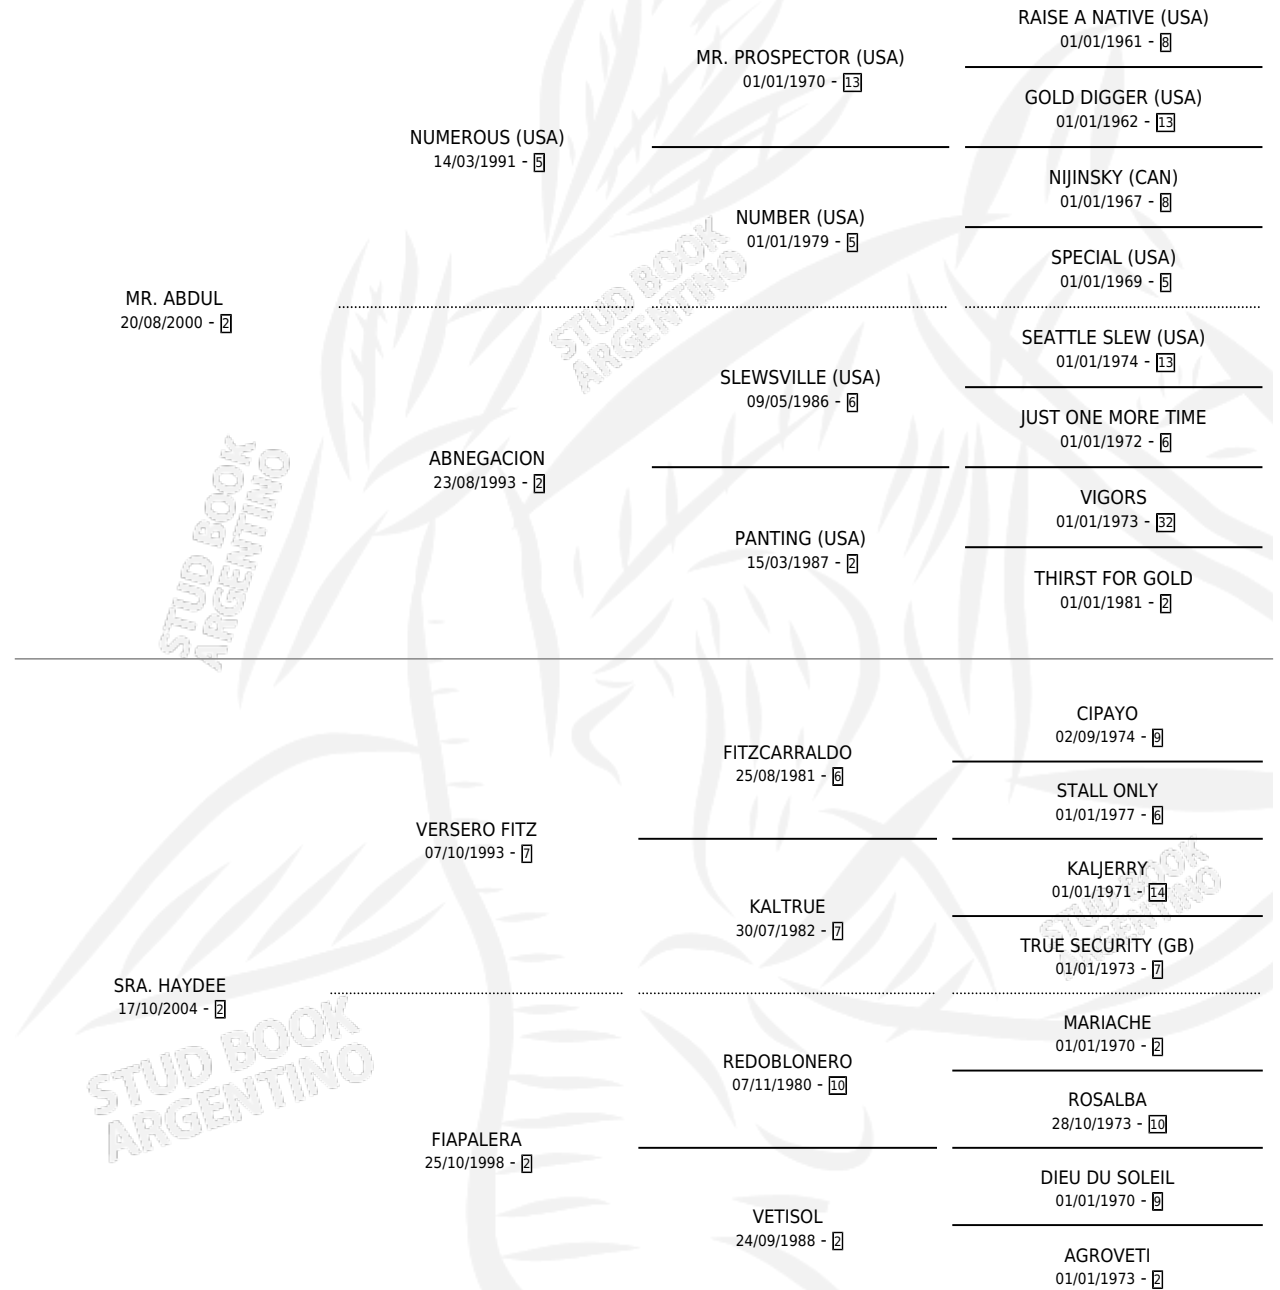 RAISE A NATIVE (USA)
01/01/1961 - 8
MR. PROSPECTOR (USA)
01/01/1970 - 13
GOLD DIGGER (USA)
01/01/1962 - 13
NUMEROUS (USA)
14/03/1991 - 5
NIJINSKY (CAN)
01/01/1967 - 8
NUMBER (USA)
01/01/1979 - 5
SPECIAL (USA)
01/01/1969 - 5
STUD BOOK
ARGENTINO
MR. ABDUL
20/08/2000 - 2
SEATTLE SLEW (USA)
01/01/1974 - 13
SLEWSVILLE (USA)
09/05/1986 - 6
JUST ONE MORE TIME
01/01/1972 - 6
ABNEGACION
23/08/1993 - 2
VIGORS
01/01/1973 - 32
PANTING (USA)
15/03/1987 - 2
THIRST FOR GOLD
01/01/1981 - 2
STUD BOOK
ARGENTINO
CIPAYO
02/09/1974 - 9
FITZCARRALDO
25/08/1981 - 6
STALL ONLY
01/01/1977 - 6
VERSERO FITZ
07/10/1993 - 7
KALJERRY
01/01/1971 - 14
KALTRUE
30/07/1982 - 7
STUD BOOK
ARGENTINO
TRUE SECURITY (GB)
01/01/1973 - 7
SRA. HAYDEE
17/10/2004 - 2
MARIACHE
01/01/1970 - 2
REDOBLONERO
07/11/1980 - 10
ROSALBA
28/10/1973 - 10
STUD BOOK
ARGENTINO
FIAPALERA
25/10/1998 - 2
DIEU DU SOLEIL
01/01/1970 - 9
VETISOL
24/09/1988 - 2
AGROVETI
01/01/1973 - 2